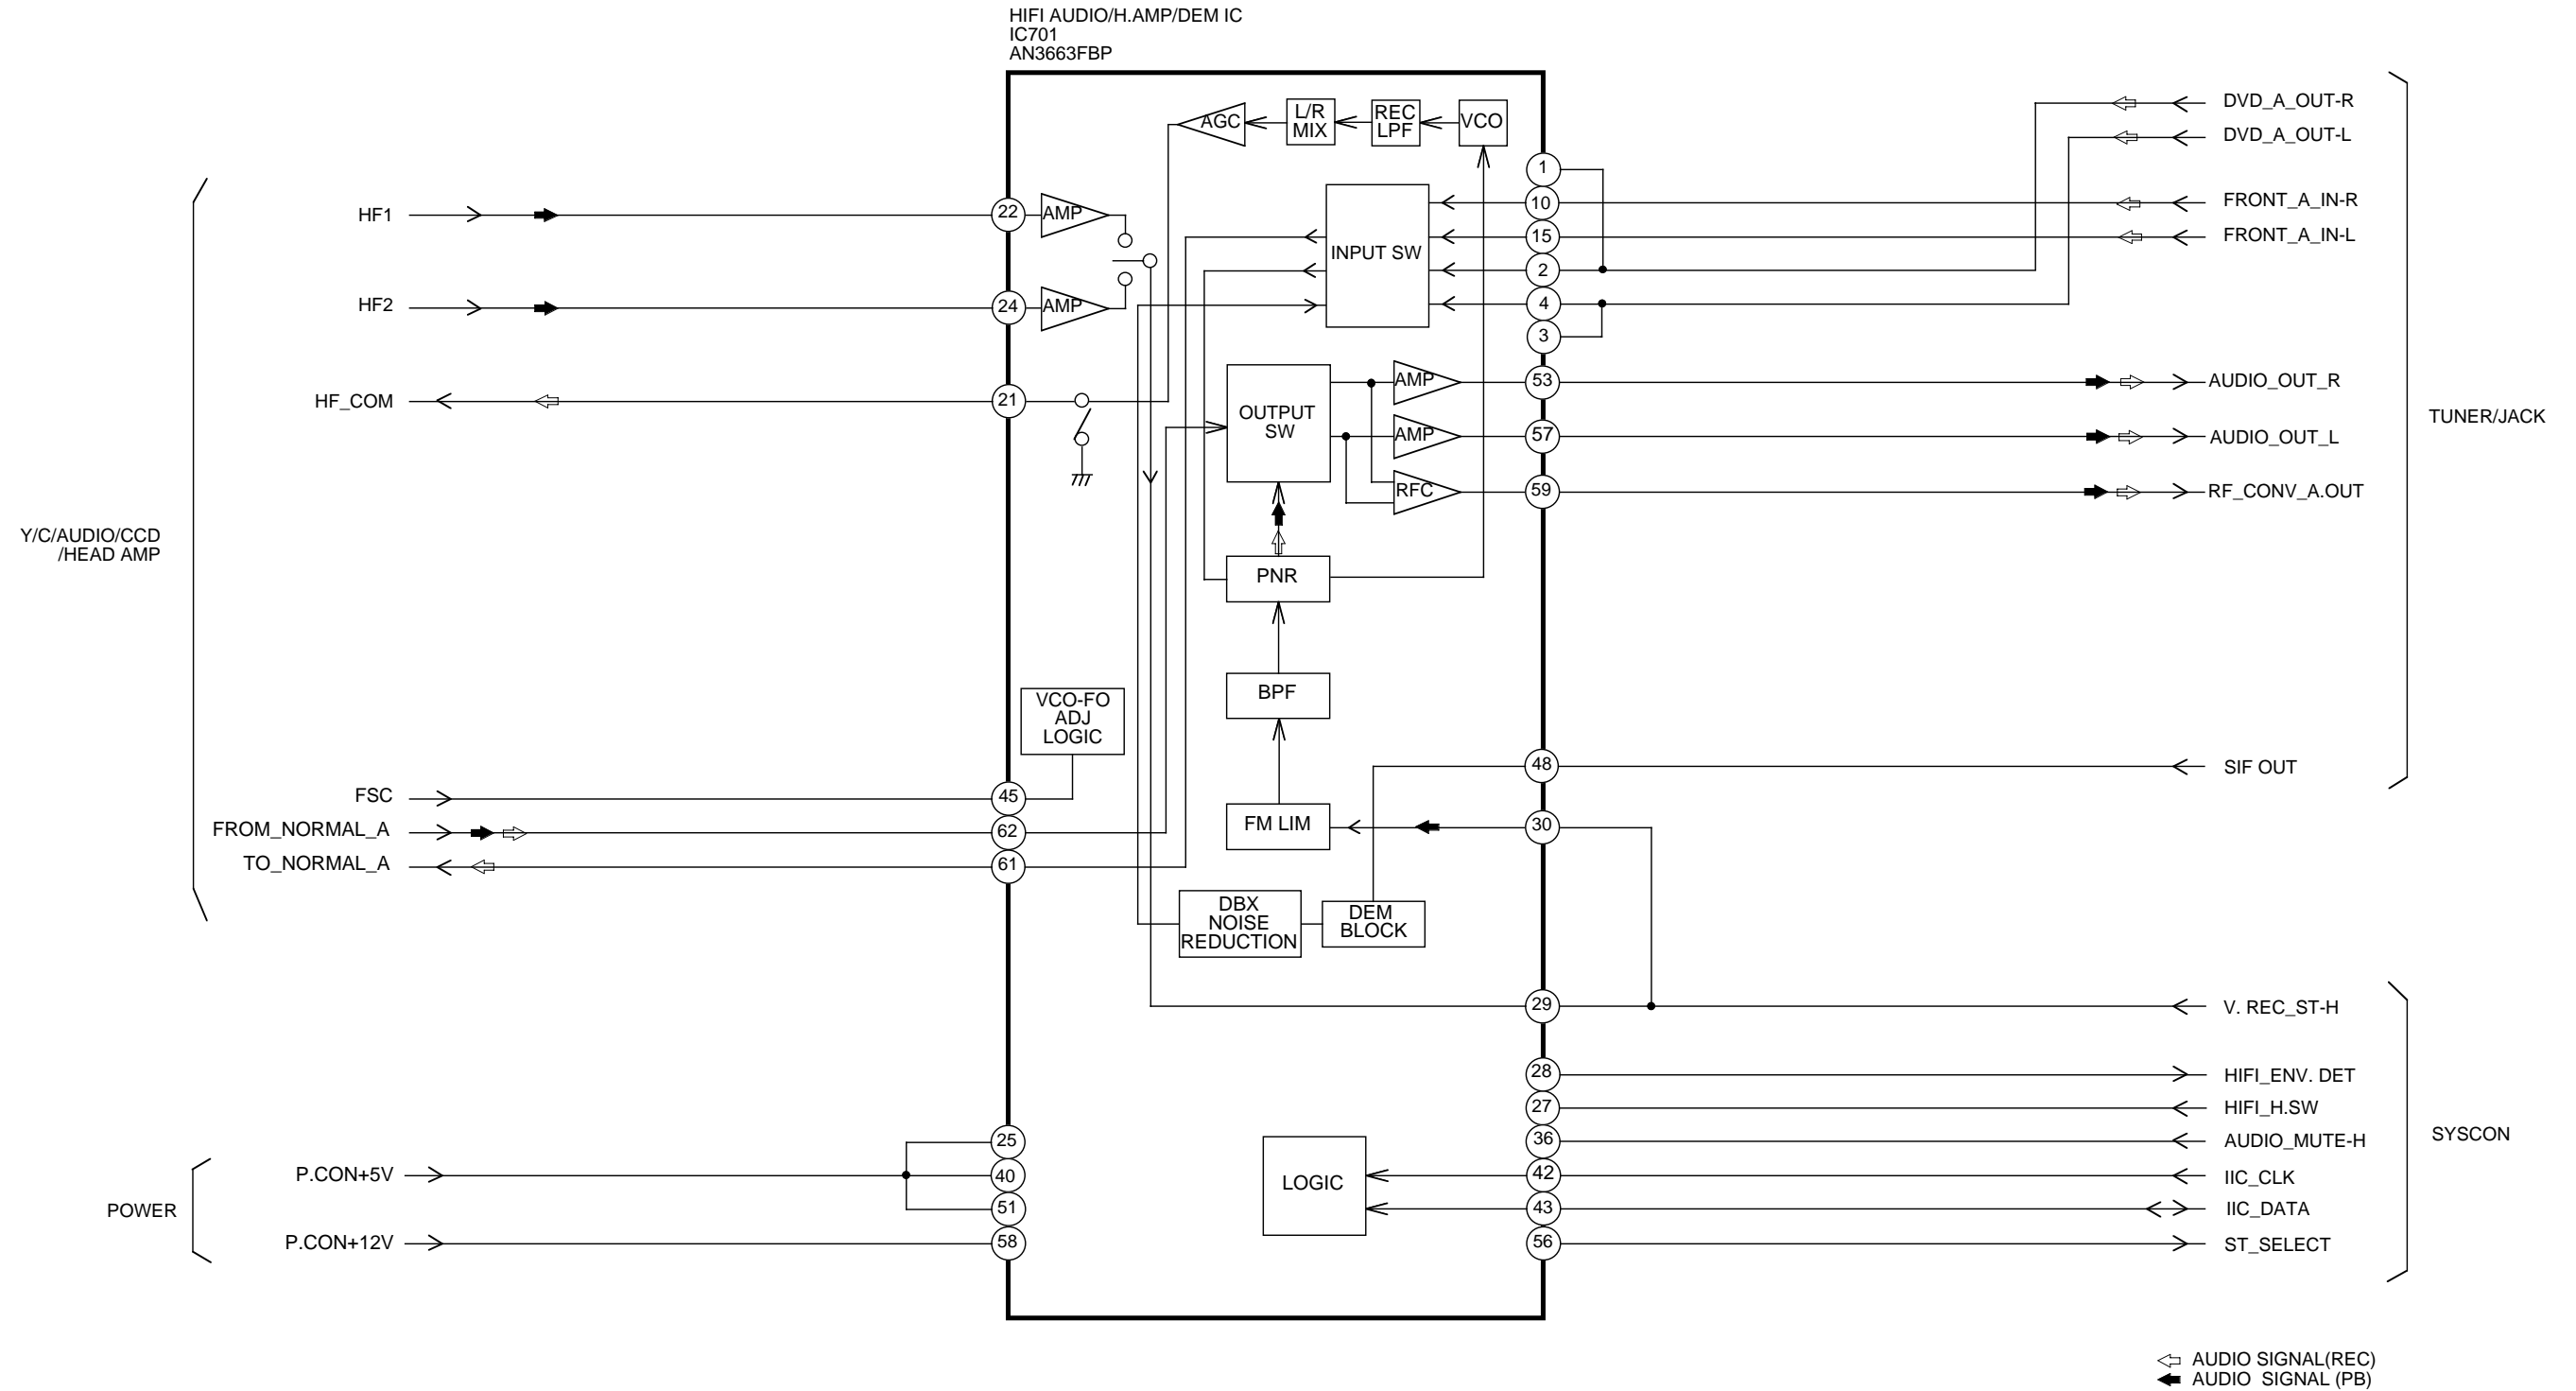 HIFI AUDIO/H.AMP/DEM IC
IC701
AN3663FBP
Y/C/AUDIO/CCD
/HEAD AMP
HF1
HF2
HF_COM
FSC
FROM_NORMAL_A
TO_NORMAL_A
POWER
P.CON+5V
P.CON+12V
22
24
21
45
62
61
25
40
51
58
AMP
AMP
AGC
L/R
MIX
REC
LPF
VCO
INPUT SW
OUTPUT
SW
AMP
AMP
RFC
PNR
BPF
VCO-FO
ADJ
LOGIC
FM LIM
DBX
NOISE
REDUCTION
DEM
BLOCK
LOGIC
1
10
15
2
4
3
53
57
59
48
30
29
28
27
36
42
43
56
DVD_A_OUT-R
DVD_A_OUT-L
FRONT_A_IN-R
FRONT_A_IN-L
AUDIO_OUT_R
AUDIO_OUT_L
RF_CONV_A.OUT
SIF OUT
TUNER/JACK
V. REC_ST-H
HIFI_ENV. DET
HIFI_H.SW
AUDIO_MUTE-H
IIC_CLK
IIC_DATA
ST_SELECT
SYSCON
AUDIO SIGNAL(REC)
AUDIO SIGNAL (PB)